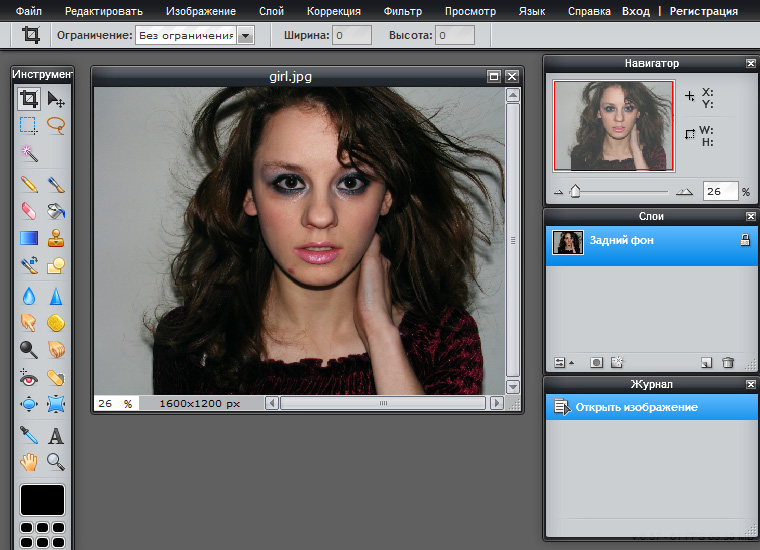 Файл Редактировать Изображение Слой Коррекция Фильтр Просмотр Язык Справка Вход | Регистрация
Ограничение: Без ограничения Ширина: 0 Высота: 0
Инструмент
girl.jpg
26 % 1600x1200 px
Навигатор
X:
Y:
W:
H:
26 %
Слои
Задний фон
Журнал
Открыть изображение